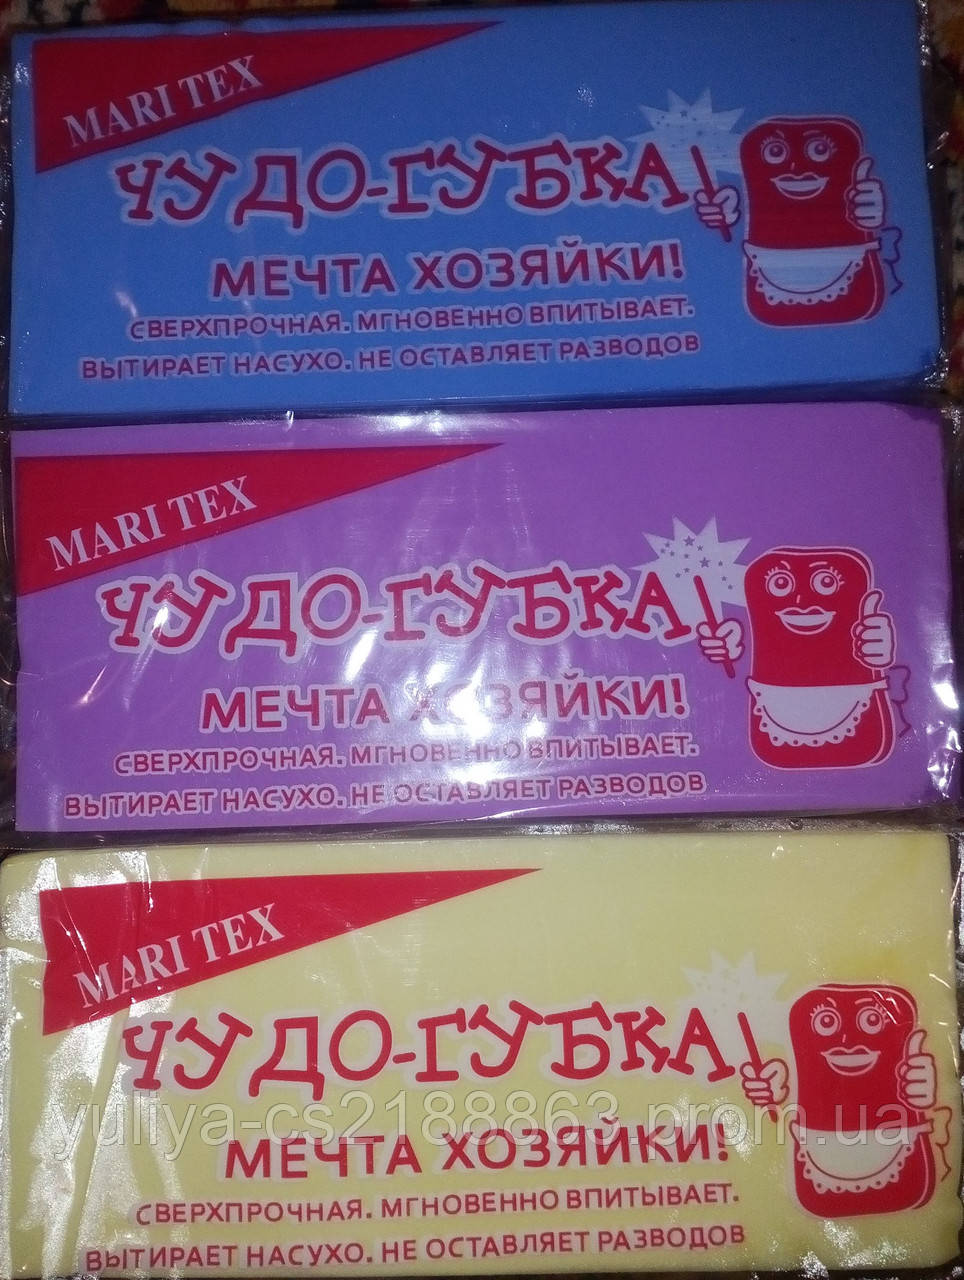 MARI TEX
ЧУДО-ГУБКА
МЕЧТА ХОЗЯЙКИ!
СВЕРХПРОЧНАЯ. МГНОВЕННО ВПИТЫВАЕТ.
ВЫТИРАЕТ НАСУХО. НЕ ОСТАВЛЯЕТ РАЗВОДОВ
MARI TEX
ЧУДО-ГУБКА
МЕЧТА ХОЗЯЙКИ!
СВЕРХПРОЧНАЯ. МГНОВЕННО ВПИТЫВАЕТ.
ВЫТИРАЕТ НАСУХО. НЕ ОСТАВЛЯЕТ РАЗВОДОВ
MARI TEX
ЧУДО-ГУБКА
yuliya-cs2188863.prom.ua
МЕЧТА ХОЗЯЙКИ!
СВЕРХПРОЧНАЯ. МГНОВЕННО ВПИТЫВАЕТ.
ВЫТИРАЕТ НАСУХО. НЕ ОСТАВЛЯЕТ РАЗВОДОВ